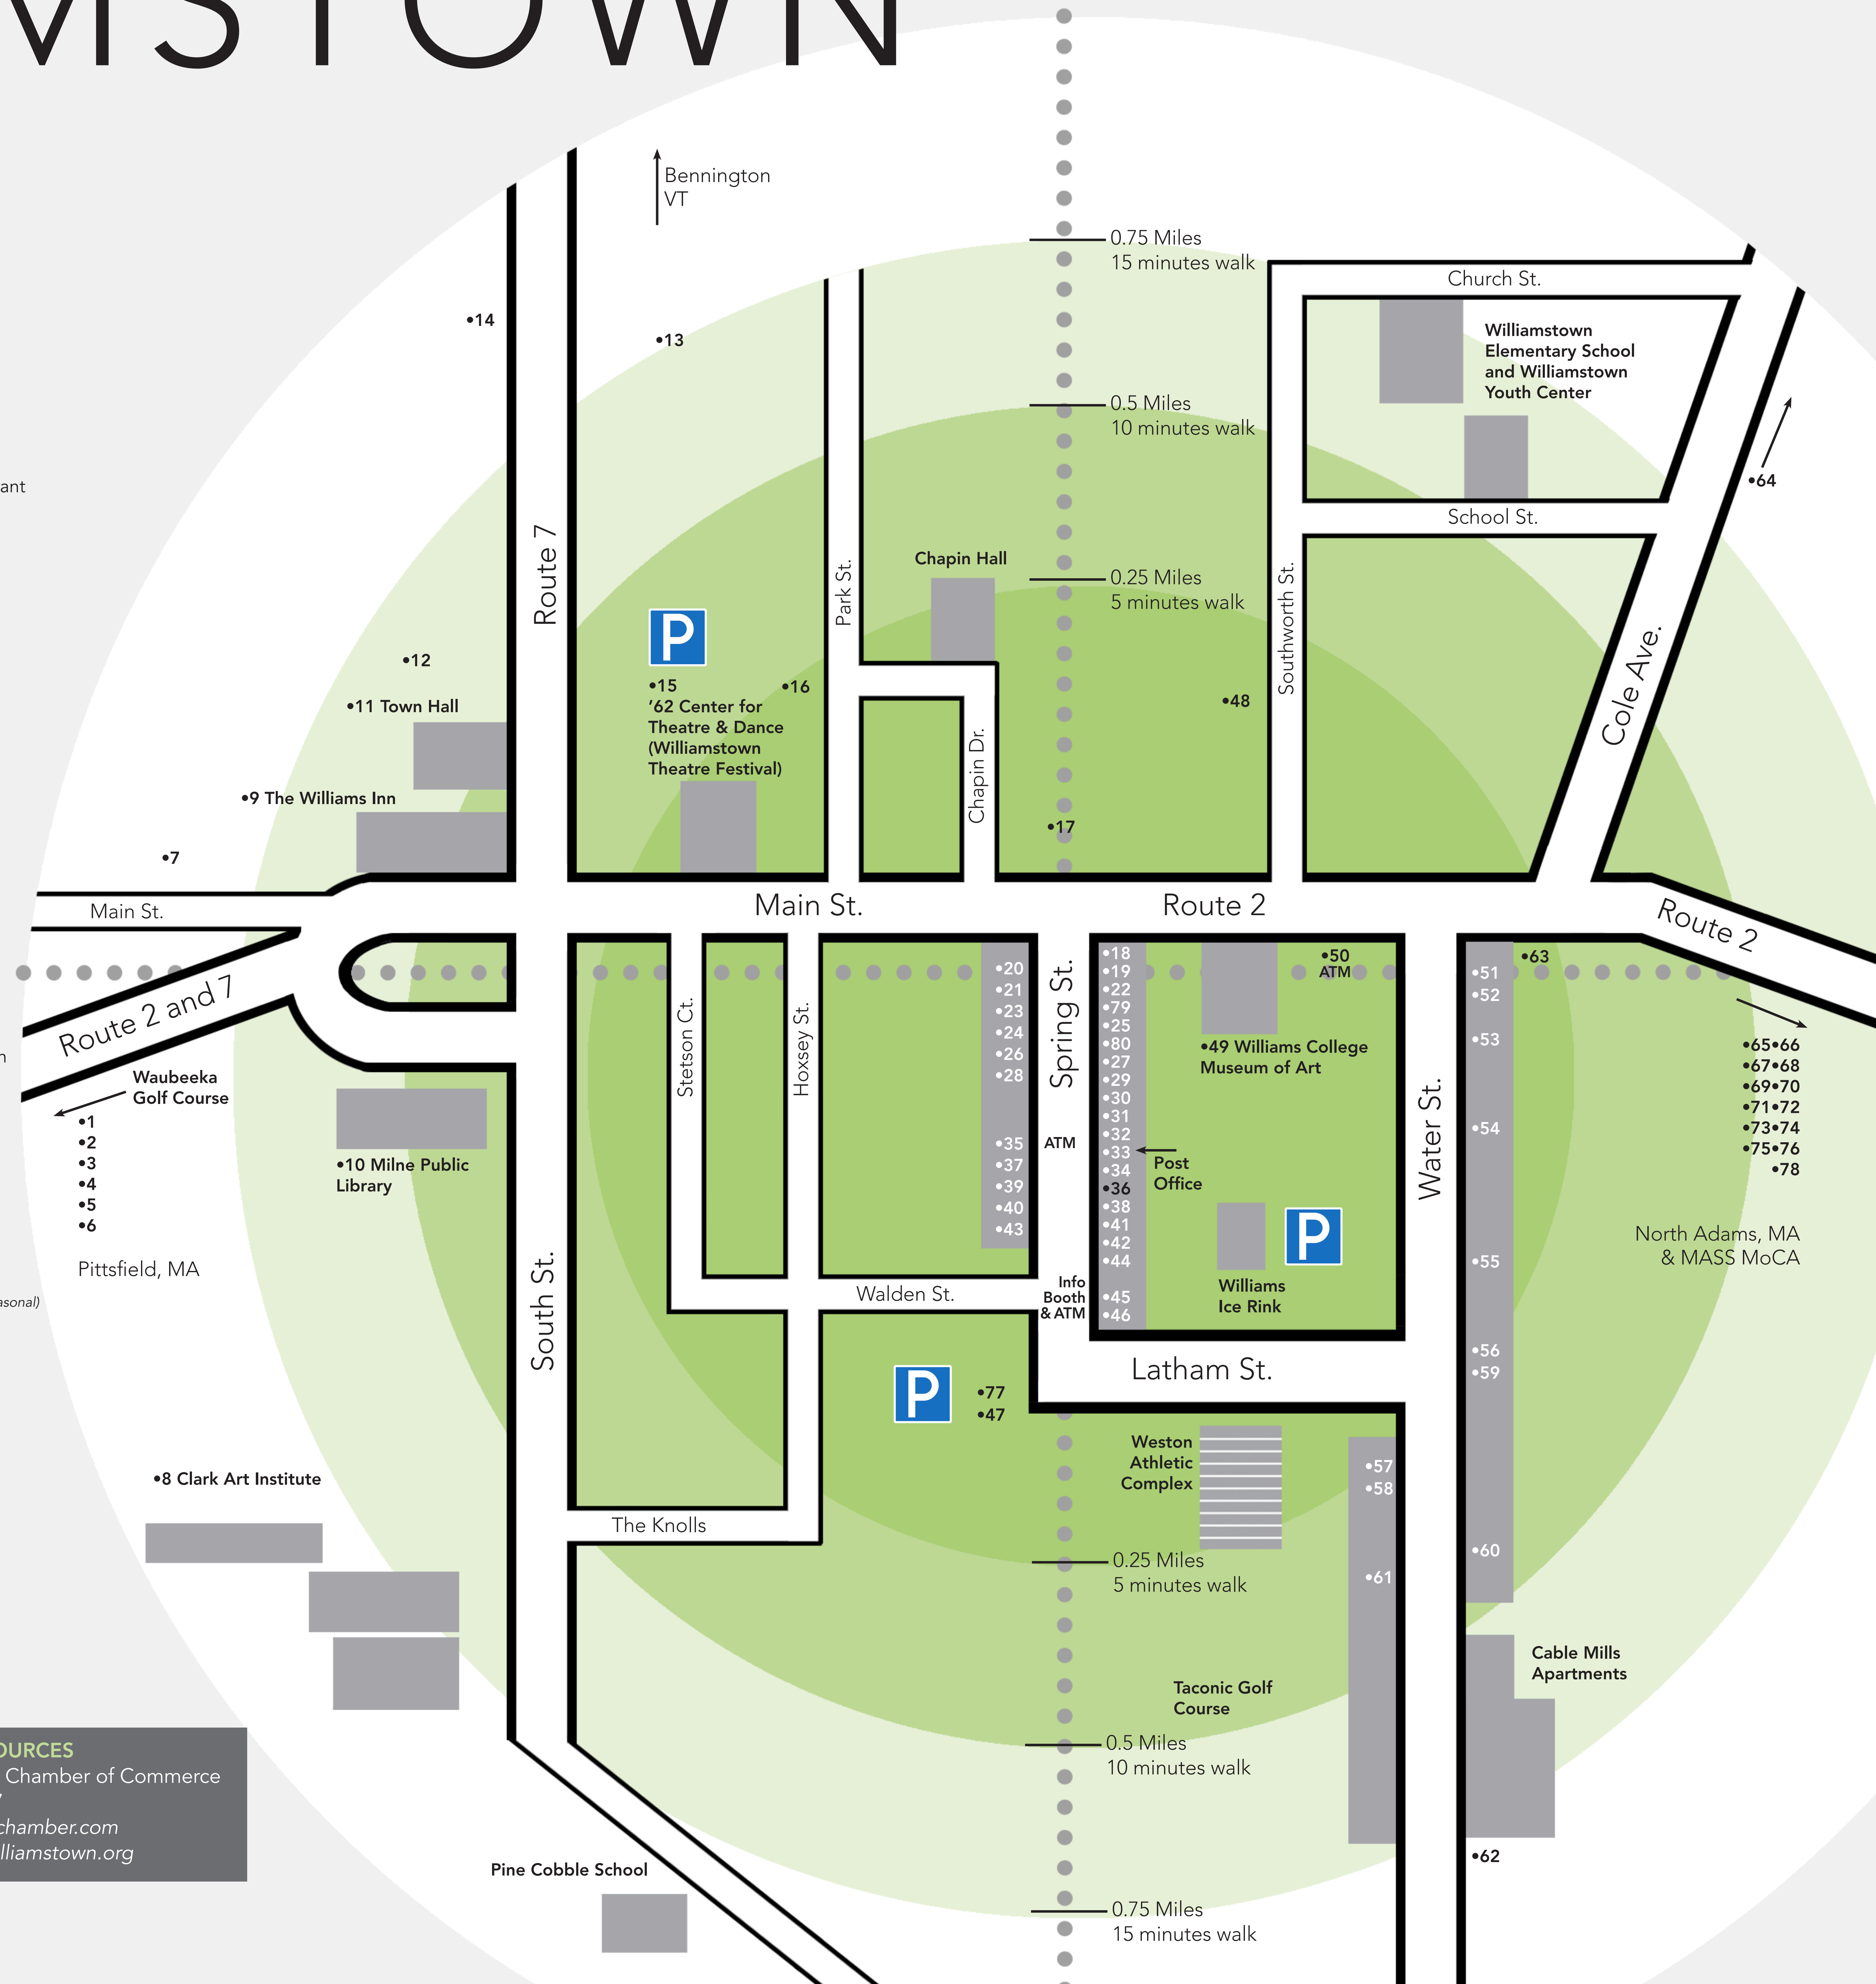 MSTOWN
Bennington
VT
0.75 Miles
15 minutes walk
Church St.
•14
•13
Williamstown
Elementary School
and Williamstown
Youth Center
0.5 Miles
10 minutes walk
•64
ant
School St.
Route 7
Park St.
Chapin Hall
0.25 Miles
5 minutes walk
Southworth St.
Cole Ave.
P
•12
•15
•16
'62 Center for
Theatre & Dance
(Williamstown
Theatre Festival)
•48
•11 Town Hall
Chapin Dr.
•9 The Williams Inn
•17
•7
Main St.
Main St.
Route 2
Route 2
Route 2 and 7
Stetson Ct.
Hoxsey St.
Spring St.
Water St.
South St.
•20
•21
•23
•24
•26
•28
•35
•37
•39
•40
•43
ATM
•18
•19
•22
•79
•25
•80
•27
•29
•30
•31
•32
•33
•34
•36
•38
•41
•42
•44
•45
•46
Post
Office
•50
ATM
•49 Williams College
Museum of Art
P
Williams
Ice Rink
Info
Booth
& ATM
•51
•52
•53
•54
•55
•56
•59
•60
•63
•65•66
•67•68
•69•70
•71•72
•73•74
•75•76
•78
North Adams, MA
& MASS MoCA
n
Waubeeka
Golf Course
•1
•2
•3
•4
•5
•6
Pittsfield, MA
•10 Milne Public
Library
asonal)
Walden St.
Latham St.
P
•77
•47
Weston
Athletic
Complex
•57
•58
•61
•8 Clark Art Institute
The Knolls
0.25 Miles
5 minutes walk
Cable Mills
Apartments
Taconic Golf
Course
0.5 Miles
10 minutes walk
OURCES
Chamber of Commerce
chamber.com
lliamstown.org
•62
Pine Cobble School
0.75 Miles
15 minutes walk